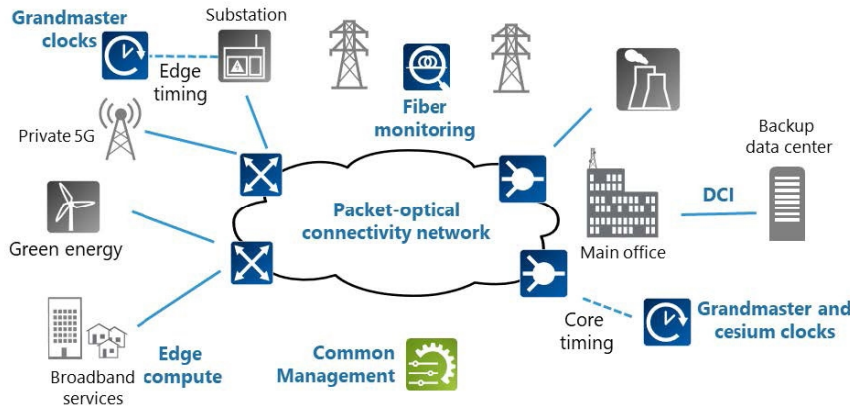 Grandmaster
clocks
Substation
Edge
timing
Fiber
monitoring
Private 5G
Backup
data center
Packet-optical
connectivity network
DCI
Green energy
Main office
Core
timing
Grandmaster and
cesium clocks
Broadband
services
Edge
compute
Common
Management